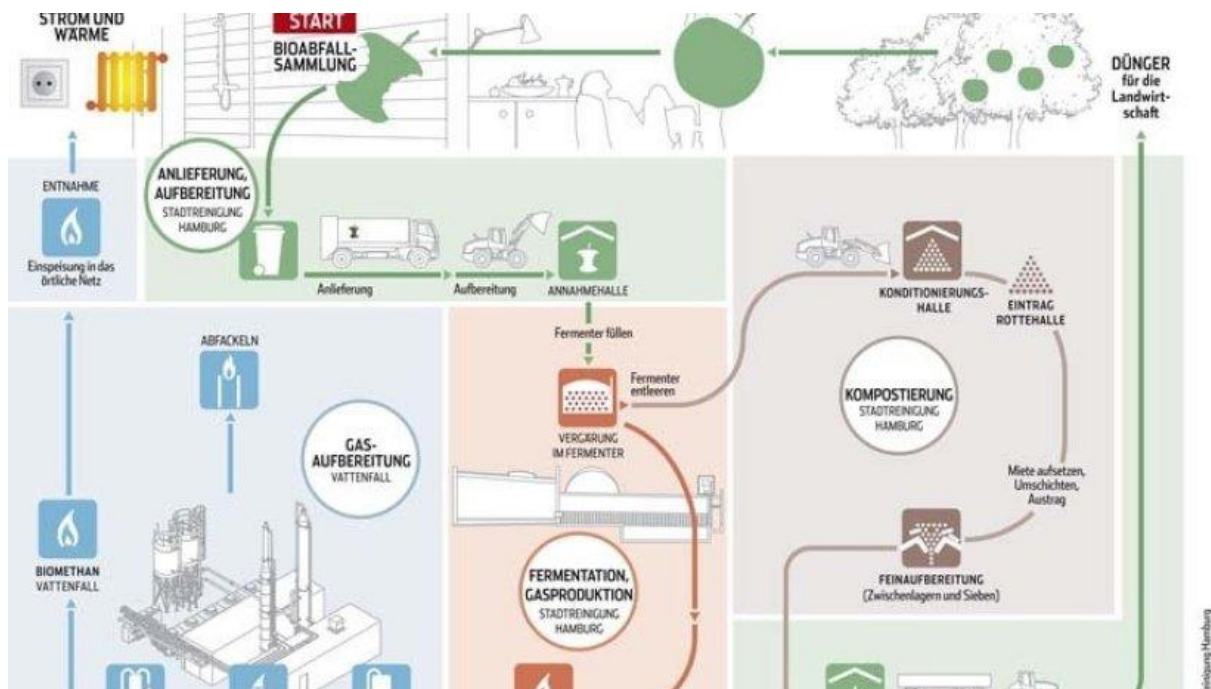 STROM UND
WÄRME
START
BIOABFALL-
SAMMLUNG
DÜNGER
für die
Landwirt-
schaft
ENTNAHME
Einspeisung in das
örtliche Netz
ANLIEFERUNG,
AUFBEREITUNG
STADTREINIGUNG
HAMBURG
Anlieferung
Aufbereitung
ANNAHMEHALLE
KONDITIONIERUNGS-
HALLE
EINTRAG
ROTTEHALLE
Fermenter füllen
ABFACKELN
Fermenter
entleeren
KOMPOSTIERUNG
STADTREINIGUNG
HAMBURG
GAS-
AUFBEREITUNG
VATTENFALL
VERGÄRUNG
IM FERMENTER
Miete aufsetzen,
Umschichten,
Austrag
BIOMETHAN
VATTENFALL
FERMENTATION,
GASPRODUKTION
STADTREINIGUNG
HAMBURG
FEINAUFBEREITUNG
(Zwischenlagern und Sieben)
Hamburg